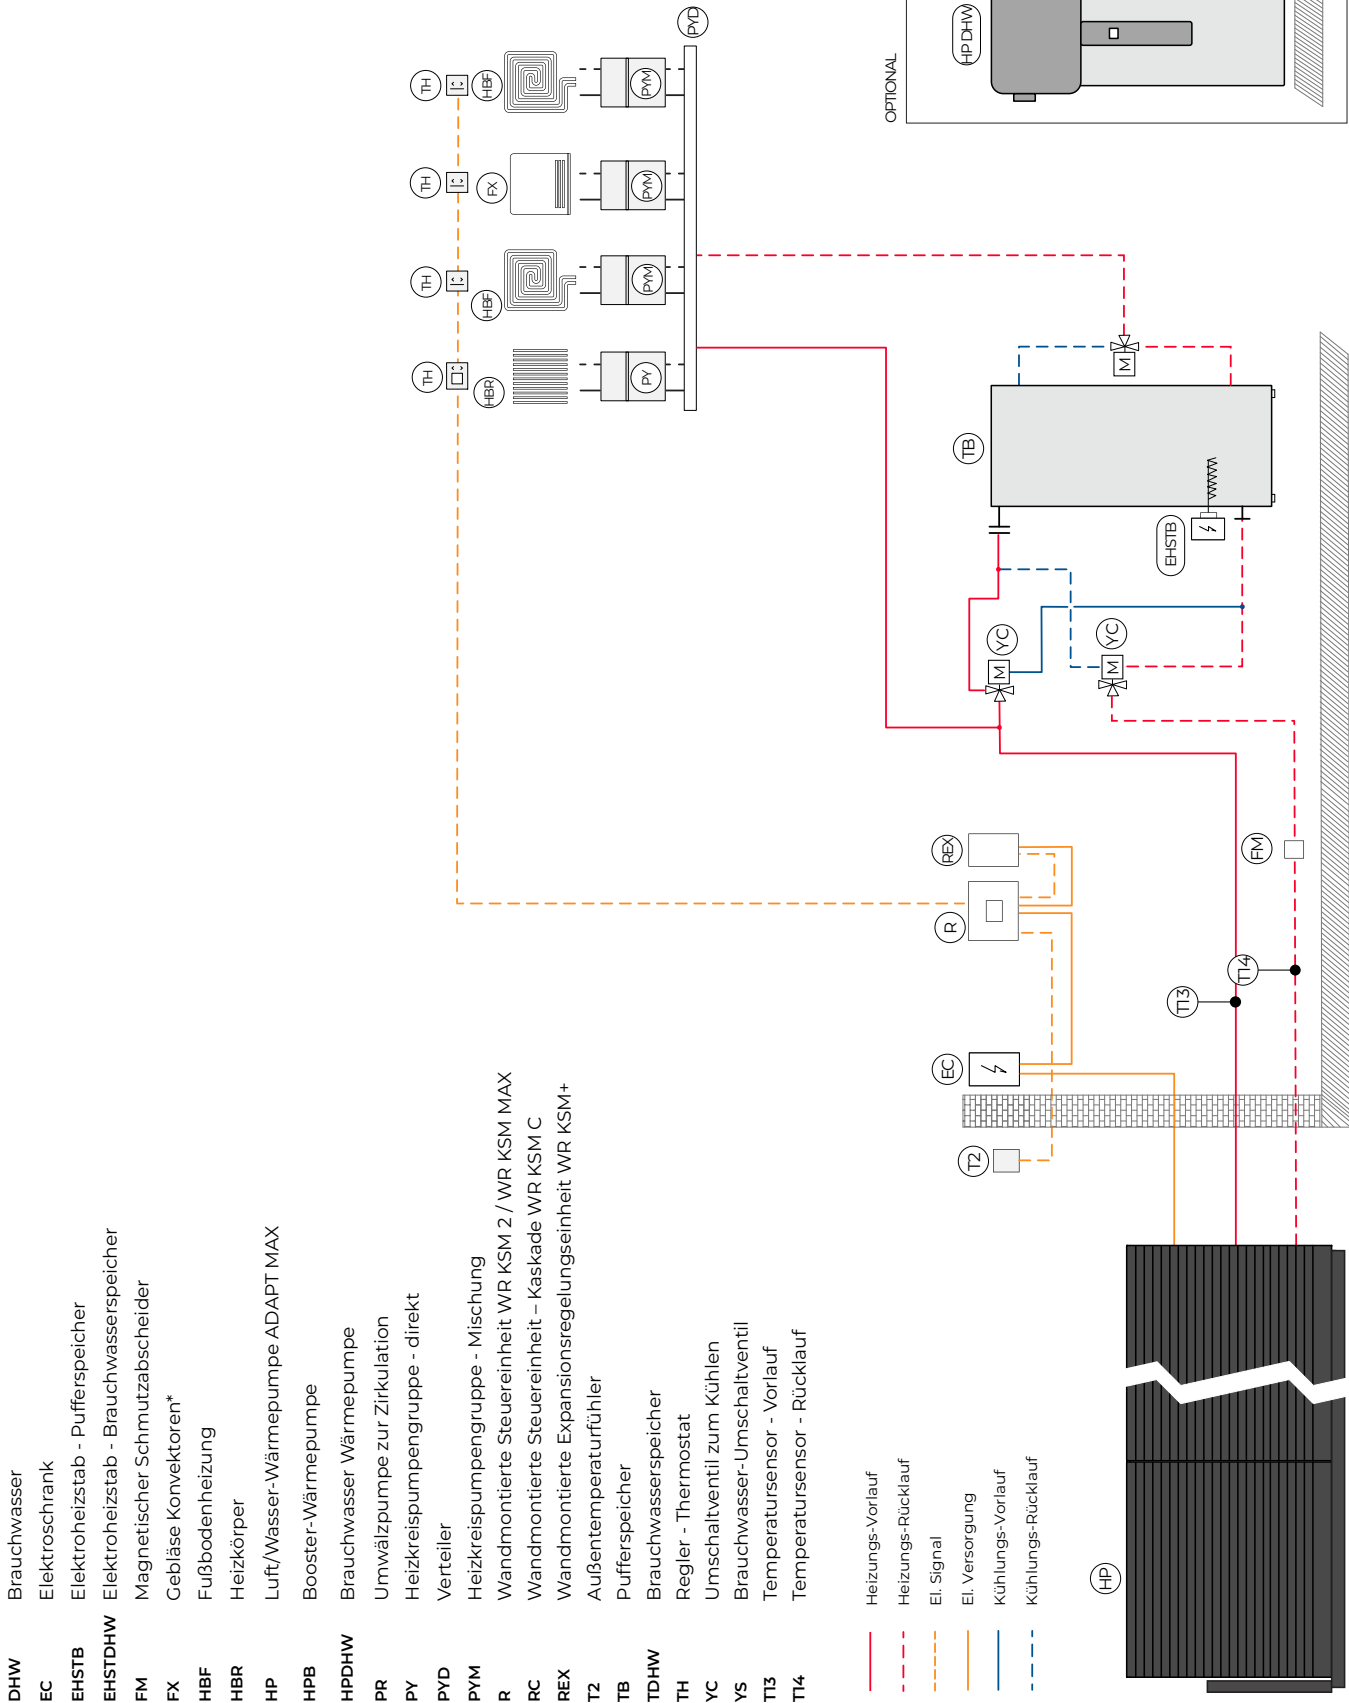 DHW Brauchwasser
EC Elektroschrank
EHSTB Elektroheizstab - Pufferspeicher
EHSTDHW Elektroheizstab - Brauchwasserspeicher
FM Magnetischer Schmutzabscheider
FX Gebläse Konvektoren*
HBF Fußbodenheizung
HBR Heizkörper
HP Luft/Wasser-Wärmepumpe ADAPT MAX
HPB Booster-Wärmepumpe
HPDHW Brauchwasser Wärmepumpe
PR Umwälzpumpe zur Zirkulation
PY Heizkreispumpengruppe - direkt
PYD Verteiler
PYM Heizkreispumpengruppe - Mischung
R Wandmontierte Steuereinheit WR KSM 2 / WR KSM MAX
RC Wandmontierte Steuereinheit – Kaskade WR KSM C
REX Wandmontierte Expansionsregelungseinheit WR KSM+
T2 Außentemperaturfühler
TB Pufferspeicher
TDHW Brauchwasserspeicher
TH Regler - Thermostat
YC Umschaltventil zum Kühlen
YS Brauchwasser-Umschaltventil
T13 Temperatursensor - Vorlauf
T14 Temperatursensor - Rücklauf
Heizungs-Vorlauf
Heizungs-Rücklauf
El. Signal
El. Versorgung
Kühlungs-Vorlauf
Kühlungs-Rücklauf
HP
T2
EC
R
REX
T13
T14
FM
YC
M
YC
M
EHSTB
TB
M
TH
TH
TH
TH
HBR
HBF
FX
HBF
PY
PYM
PYM
PYM
PYD
OPTIONAL
HP DHW